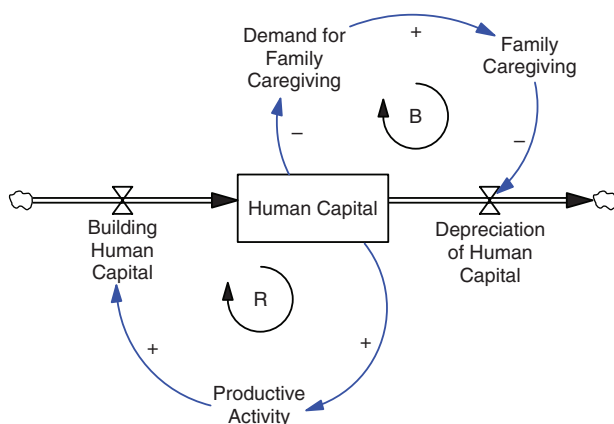 Demand for
Family
Caregiving
+
Family
Caregiving
B
–
–
Human Capital
Building
Human
Capital
Depreciation
of Human
Capital
R
+
+
Productive
Activity